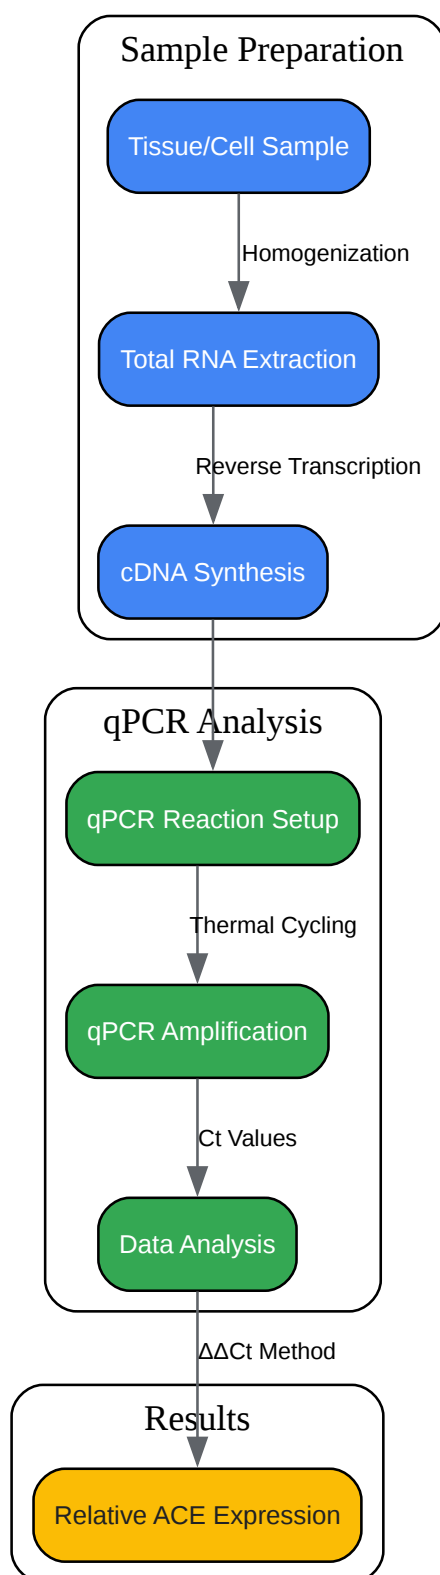 Sample Preparation
Tissue/Cell Sample
Homogenization
Total RNA Extraction
Reverse Transcription
cDNA Synthesis
qPCR Analysis
qPCR Reaction Setup
Thermal Cycling
qPCR Amplification
Ct Values
Data Analysis
ΔΔCt Method
Results
Relative ACE Expression